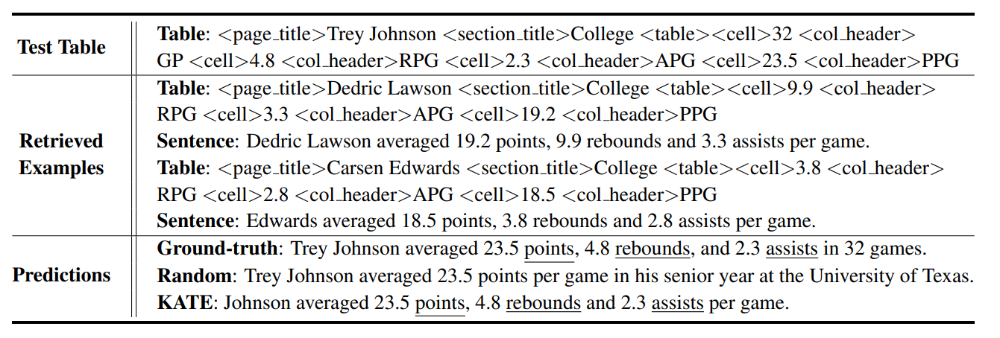 Test Table
Table: <page_title>Trey Johnson <section_title>College <table><cell>32 <col_header>
GP <cell>4.8 <col_header>RPG <cell>2.3 <col_header>APG <cell>23.5 <col_header>PPG
Retrieved
Examples
Table: <page_title>Dedric Lawson <section_title>College <table><cell>9.9 <col_header>
RPG <cell>3.3 <col_header>APG <cell>19.2 <col_header>PPG
Sentence: Dedric Lawson averaged 19.2 points, 9.9 rebounds and 3.3 assists per game.
Table: <page_title>Carsen Edwards <section_title>College <table><cell>3.8 <col_header>
RPG <cell>2.8 <col_header>APG <cell>18.5 <col_header>PPG
Sentence: Edwards averaged 18.5 points, 3.8 rebounds and 2.8 assists per game.
Predictions
Ground-truth: Trey Johnson averaged 23.5 points, 4.8 rebounds, and 2.3 assists in 32 games.
Random: Trey Johnson averaged 23.5 points per game in his senior year at the University of Texas.
KATE: Johnson averaged 23.5 points, 4.8 rebounds and 2.3 assists per game.